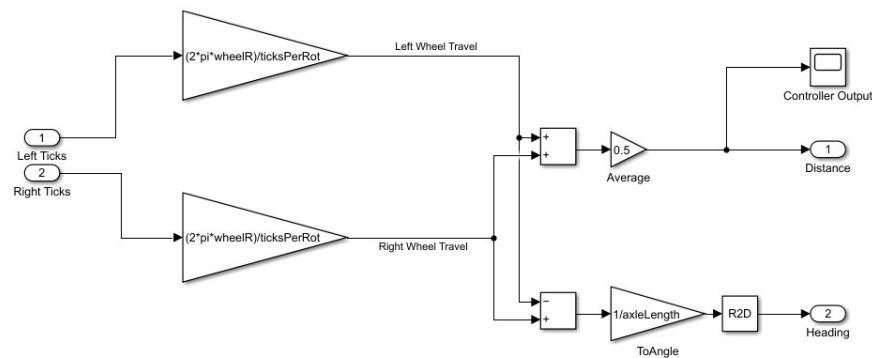 (2*pi*wheelR)/ticksPerRot
Left Wheel Travel
Controller Output
1
Left Ticks
2
Right Ticks
+
+
0.5
Average
1
Distance
(2*pi*wheelR)/ticksPerRot
Right Wheel Travel
−
+
1/axleLength
ToAngle
R2D
2
Heading